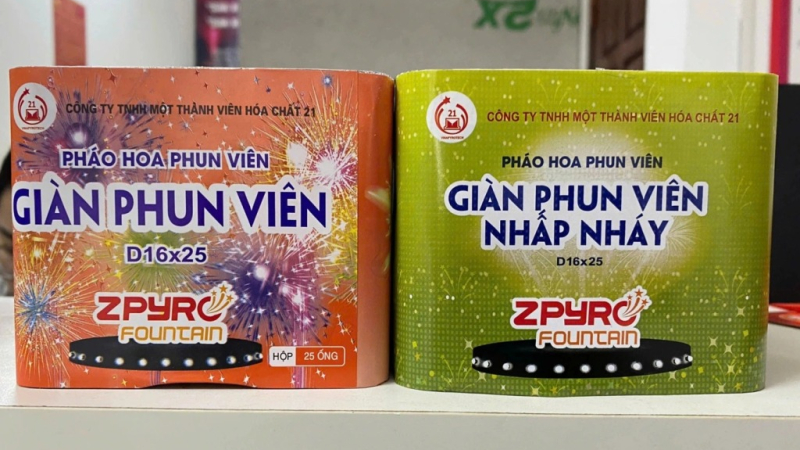 21
CÔNG TY TNHH MỘT THÀNH VIÊN HÓA CHẤT 21
PHÁO HOA PHUN VIÊN
GIÀN PHUN VIÊN
D16x25
ZPYRO
FOUNTAIN
HỘP 25 ỐNG
21
CÔNG TY TNHH MỘT THÀNH VIÊN HÓA CHẤT 21
PHÁO HOA PHUN VIÊN
GIÀN PHUN VIÊN
NHẤP NHÁY
D16x25
ZPYRO
FOUNTAIN